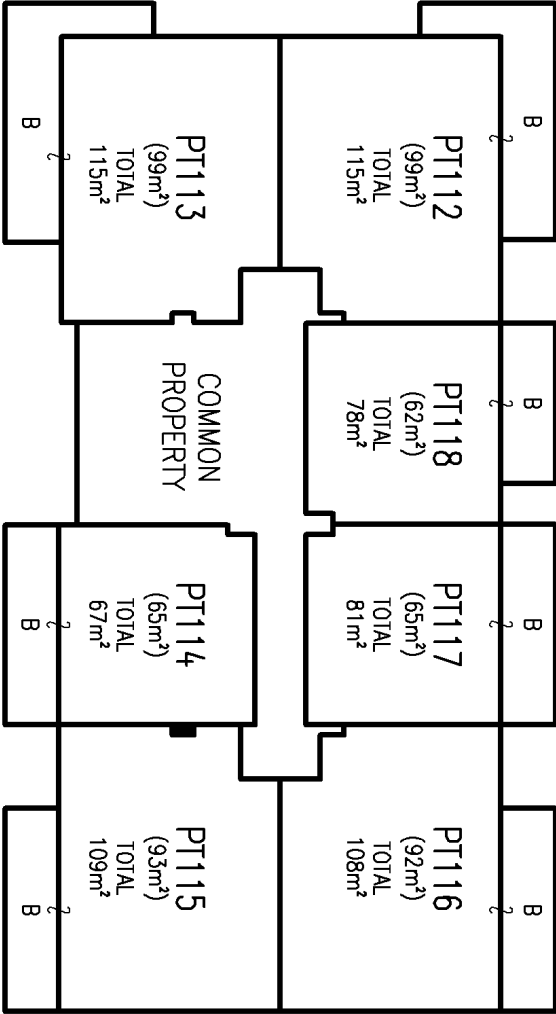 B
PT113
(99m²)
TOTAL
115m²
PT112
(99m²)
TOTAL
115m²
B
COMMON
PROPERTY
PT118
(62m²)
TOTAL
78m²
B
B
PT114
(65m²)
TOTAL
67m²
PT117
(65m²)
TOTAL
81m²
B
B
PT115
(93m²)
TOTAL
109m²
PT116
(92m²)
TOTAL
108m²
B